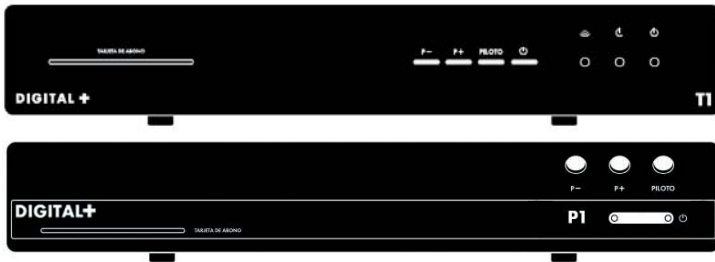 TARJETA DE ABONO
P− P+ PILOTO
DIGITAL + T1
P− P+ PILOTO
DIGITAL+ P1
TARJETA DE ABONO